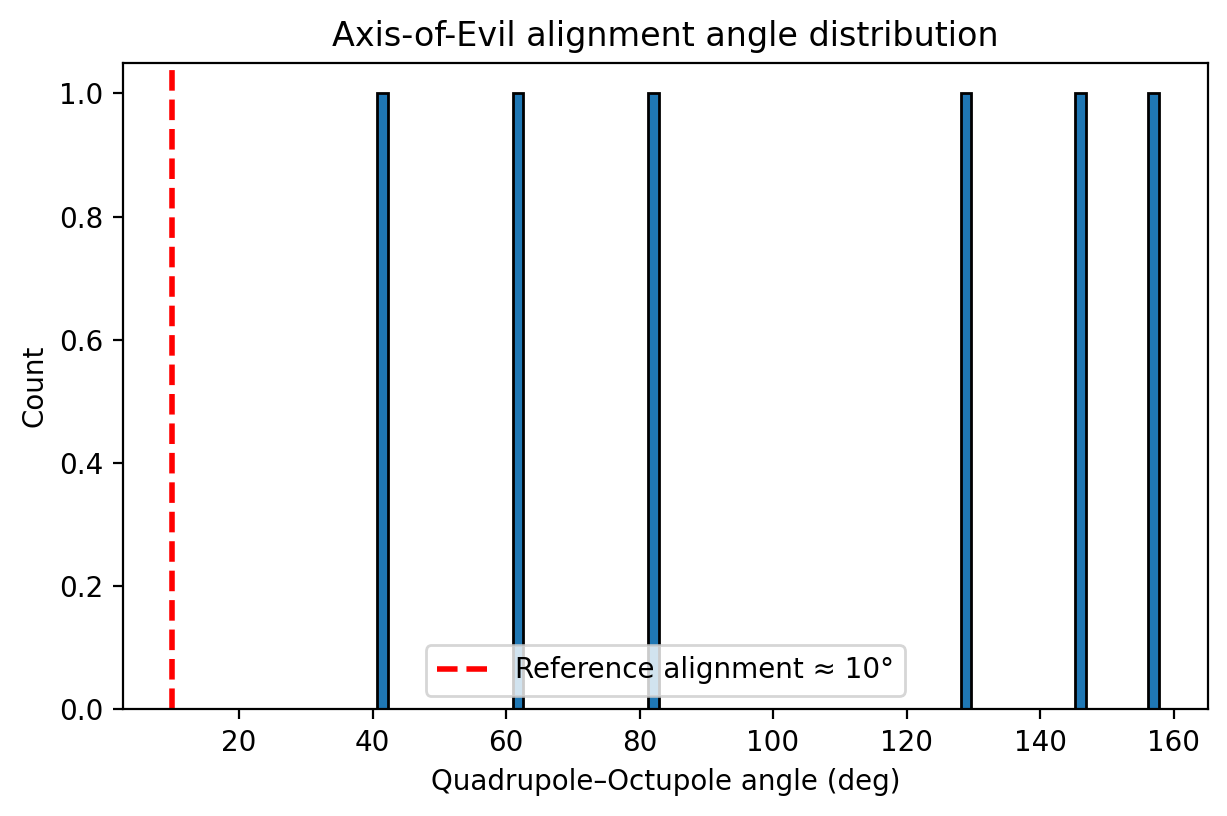 Axis-of-Evil alignment angle distribution
Count
1.0
0.8
0.6
0.4
0.2
0.0
Reference alignment ≈ 10°
20 40 60 80 100 120 140 160
Quadrupole–Octupole angle (deg)